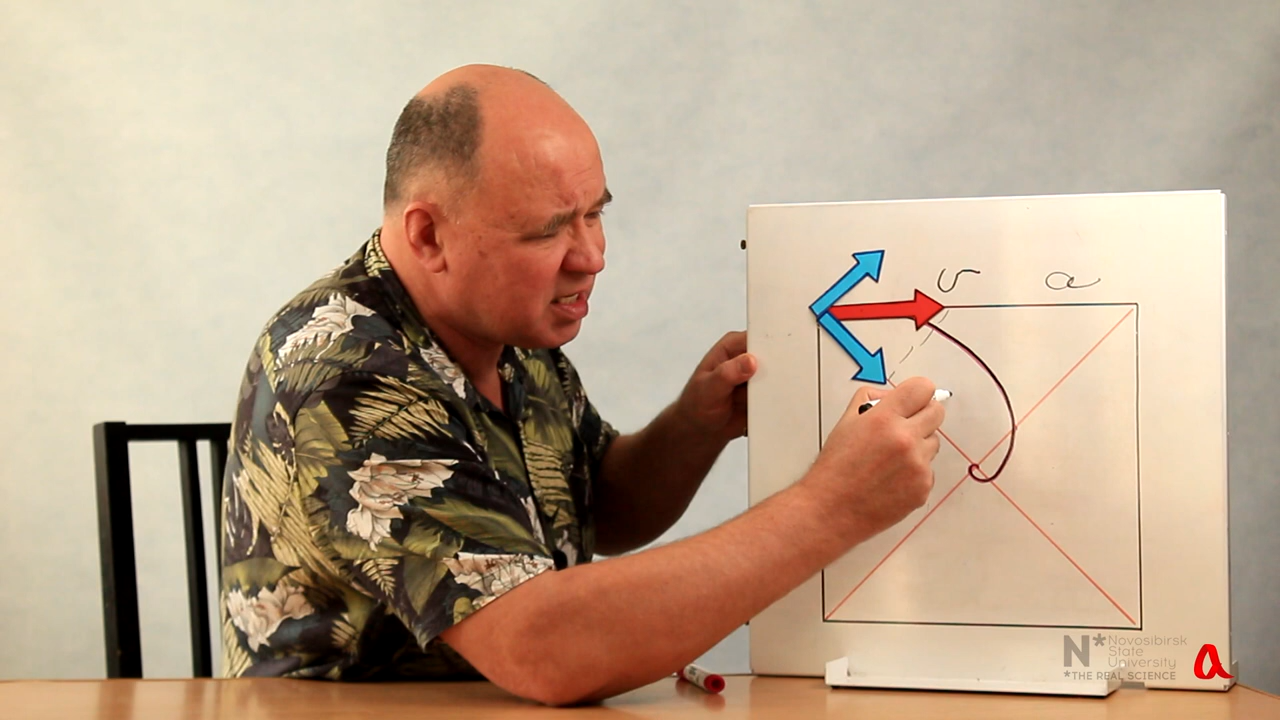 v a
N* Novosibirsk
State
University
*THE REAL SCIENCE
a